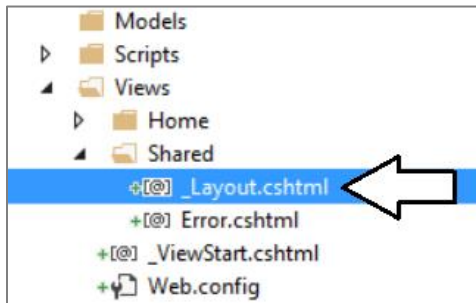 Models
Scripts
Views
Home
Shared
+[@] _Layout.cshtml
+[@] Error.cshtml
+[@] _ViewStart.cshtml
+ Web.config